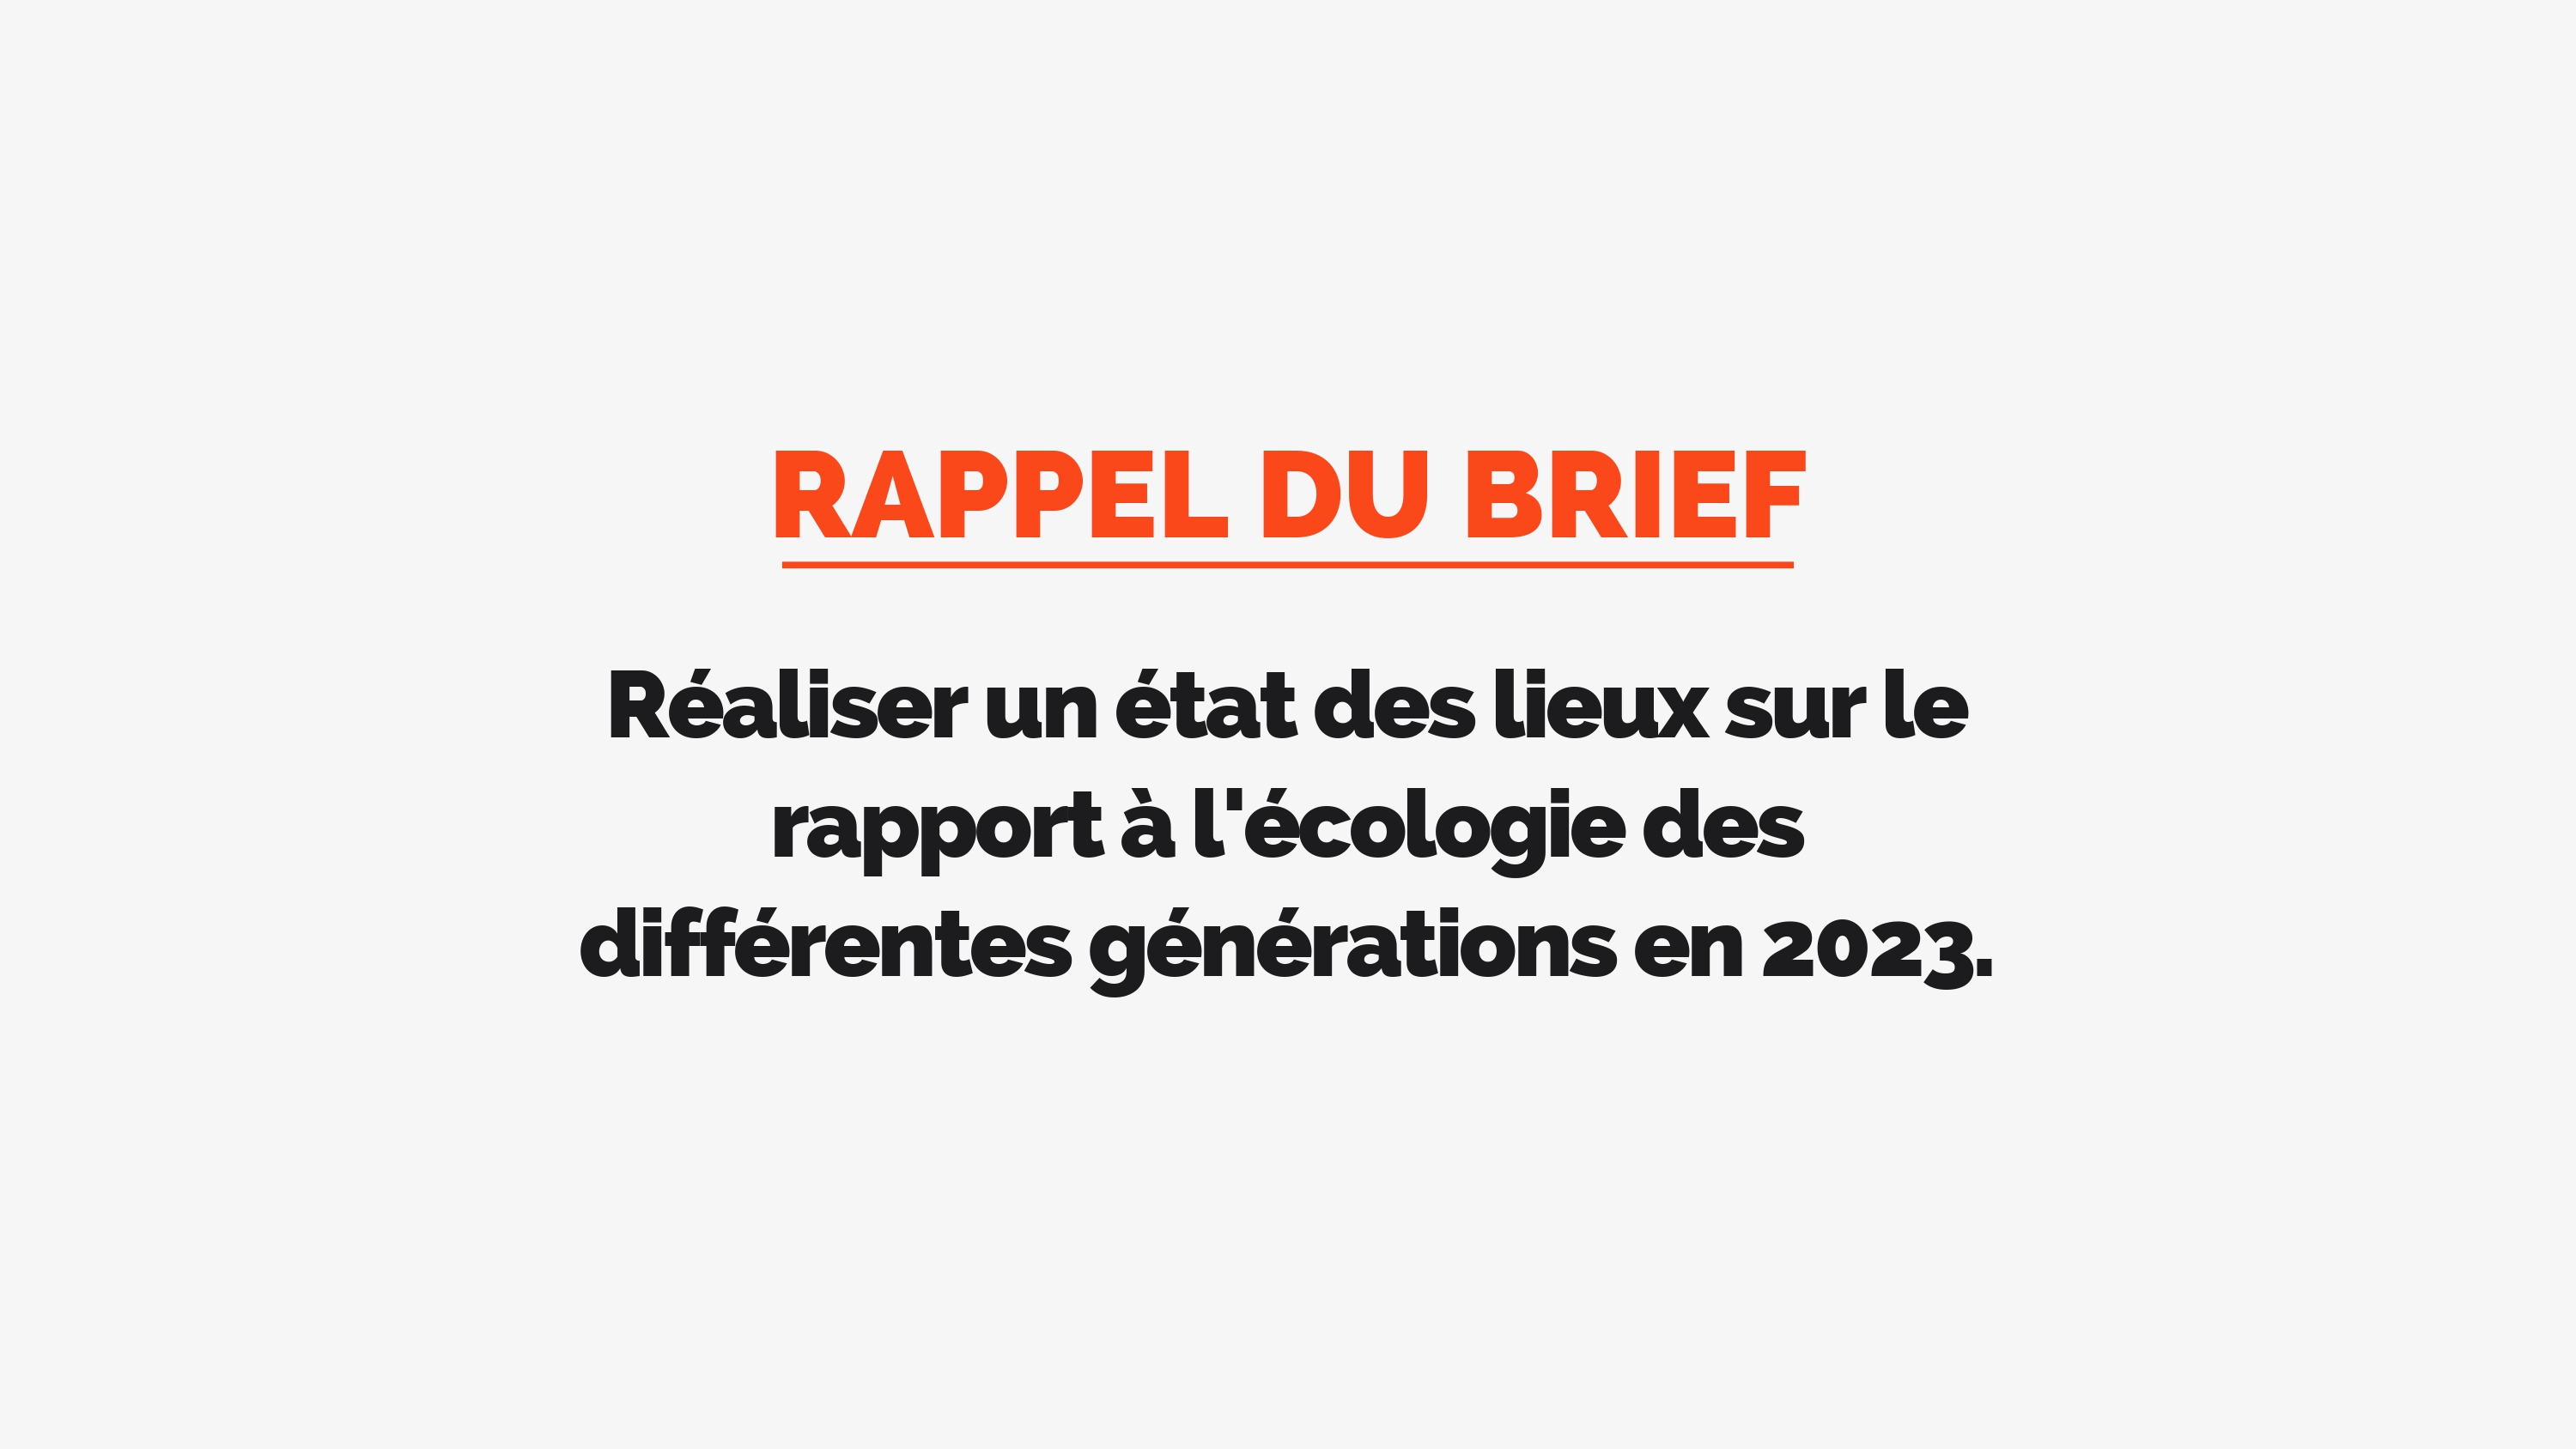 RAPPEL DU BRIEF
Réaliser un état des lieux sur le
rapport à l'écologie des
différentes générations en 2023.